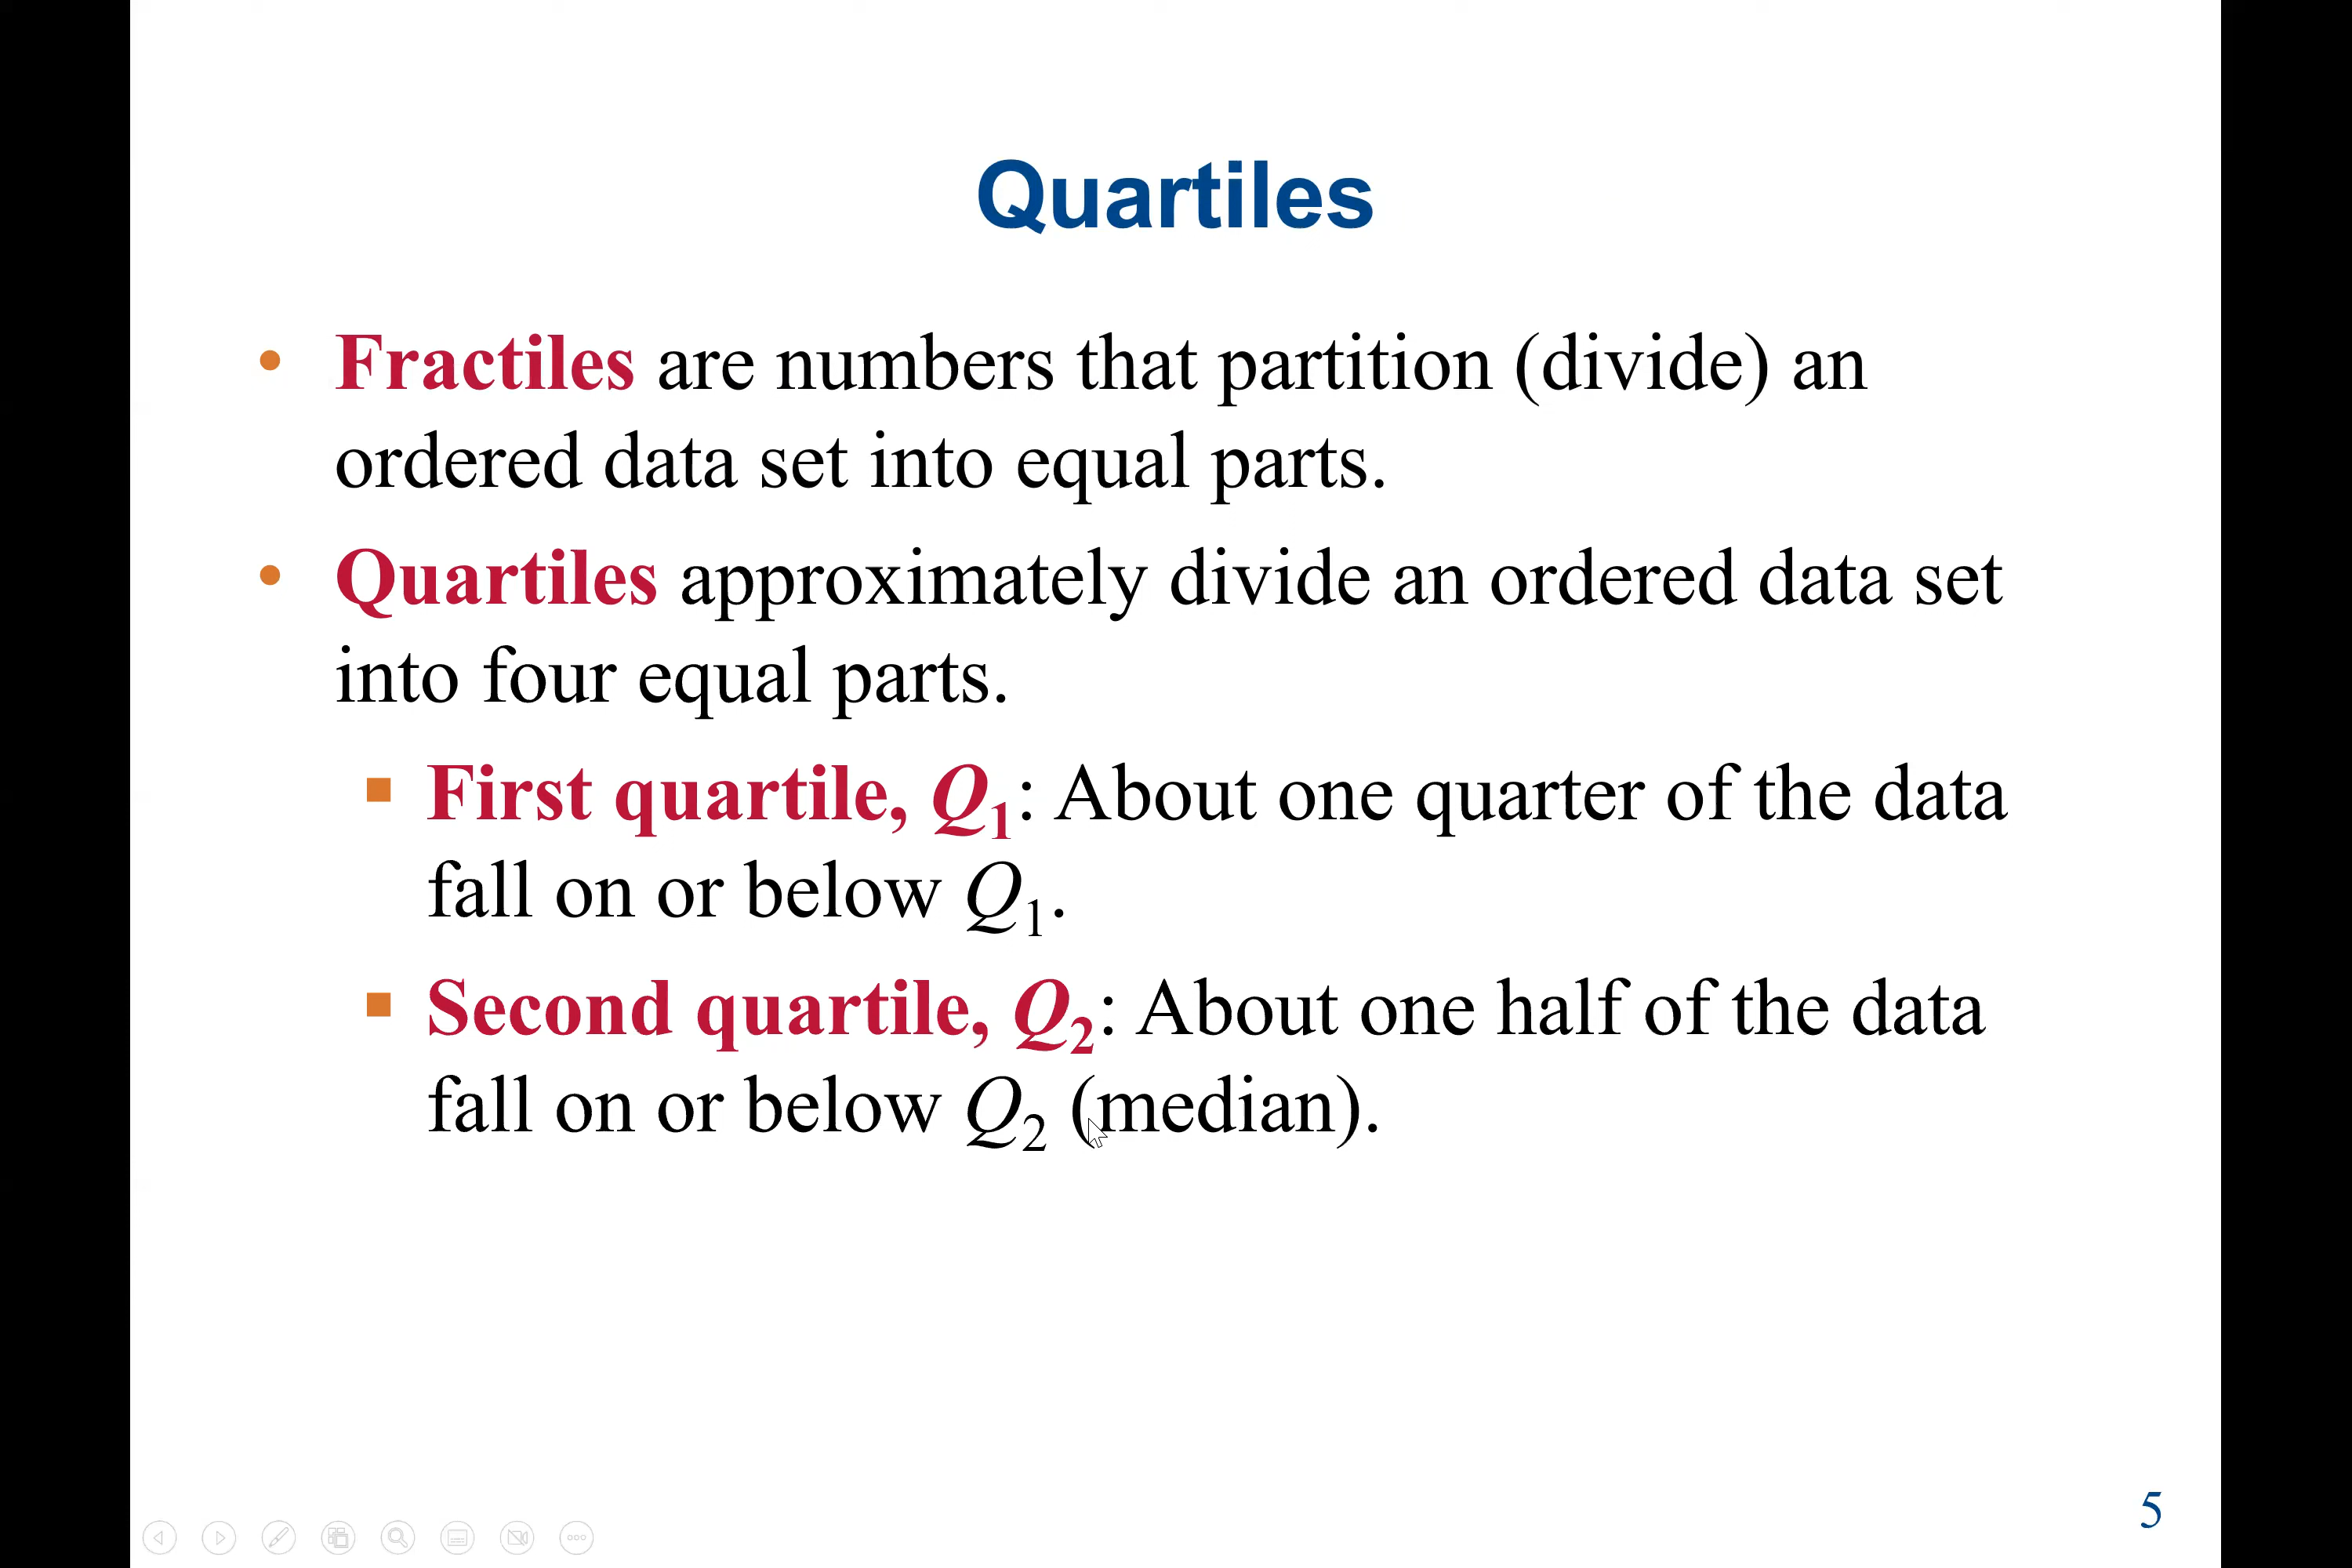 Quartiles
• Fractiles are numbers that partition (divide) an
ordered data set into equal parts.
• Quartiles approximately divide an ordered data set
into four equal parts.
▪ First quartile, Q₁: About one quarter of the data
fall on or below Q₁.
▪ Second quartile, Q₂: About one half of the data
fall on or below Q₂ (median).
5